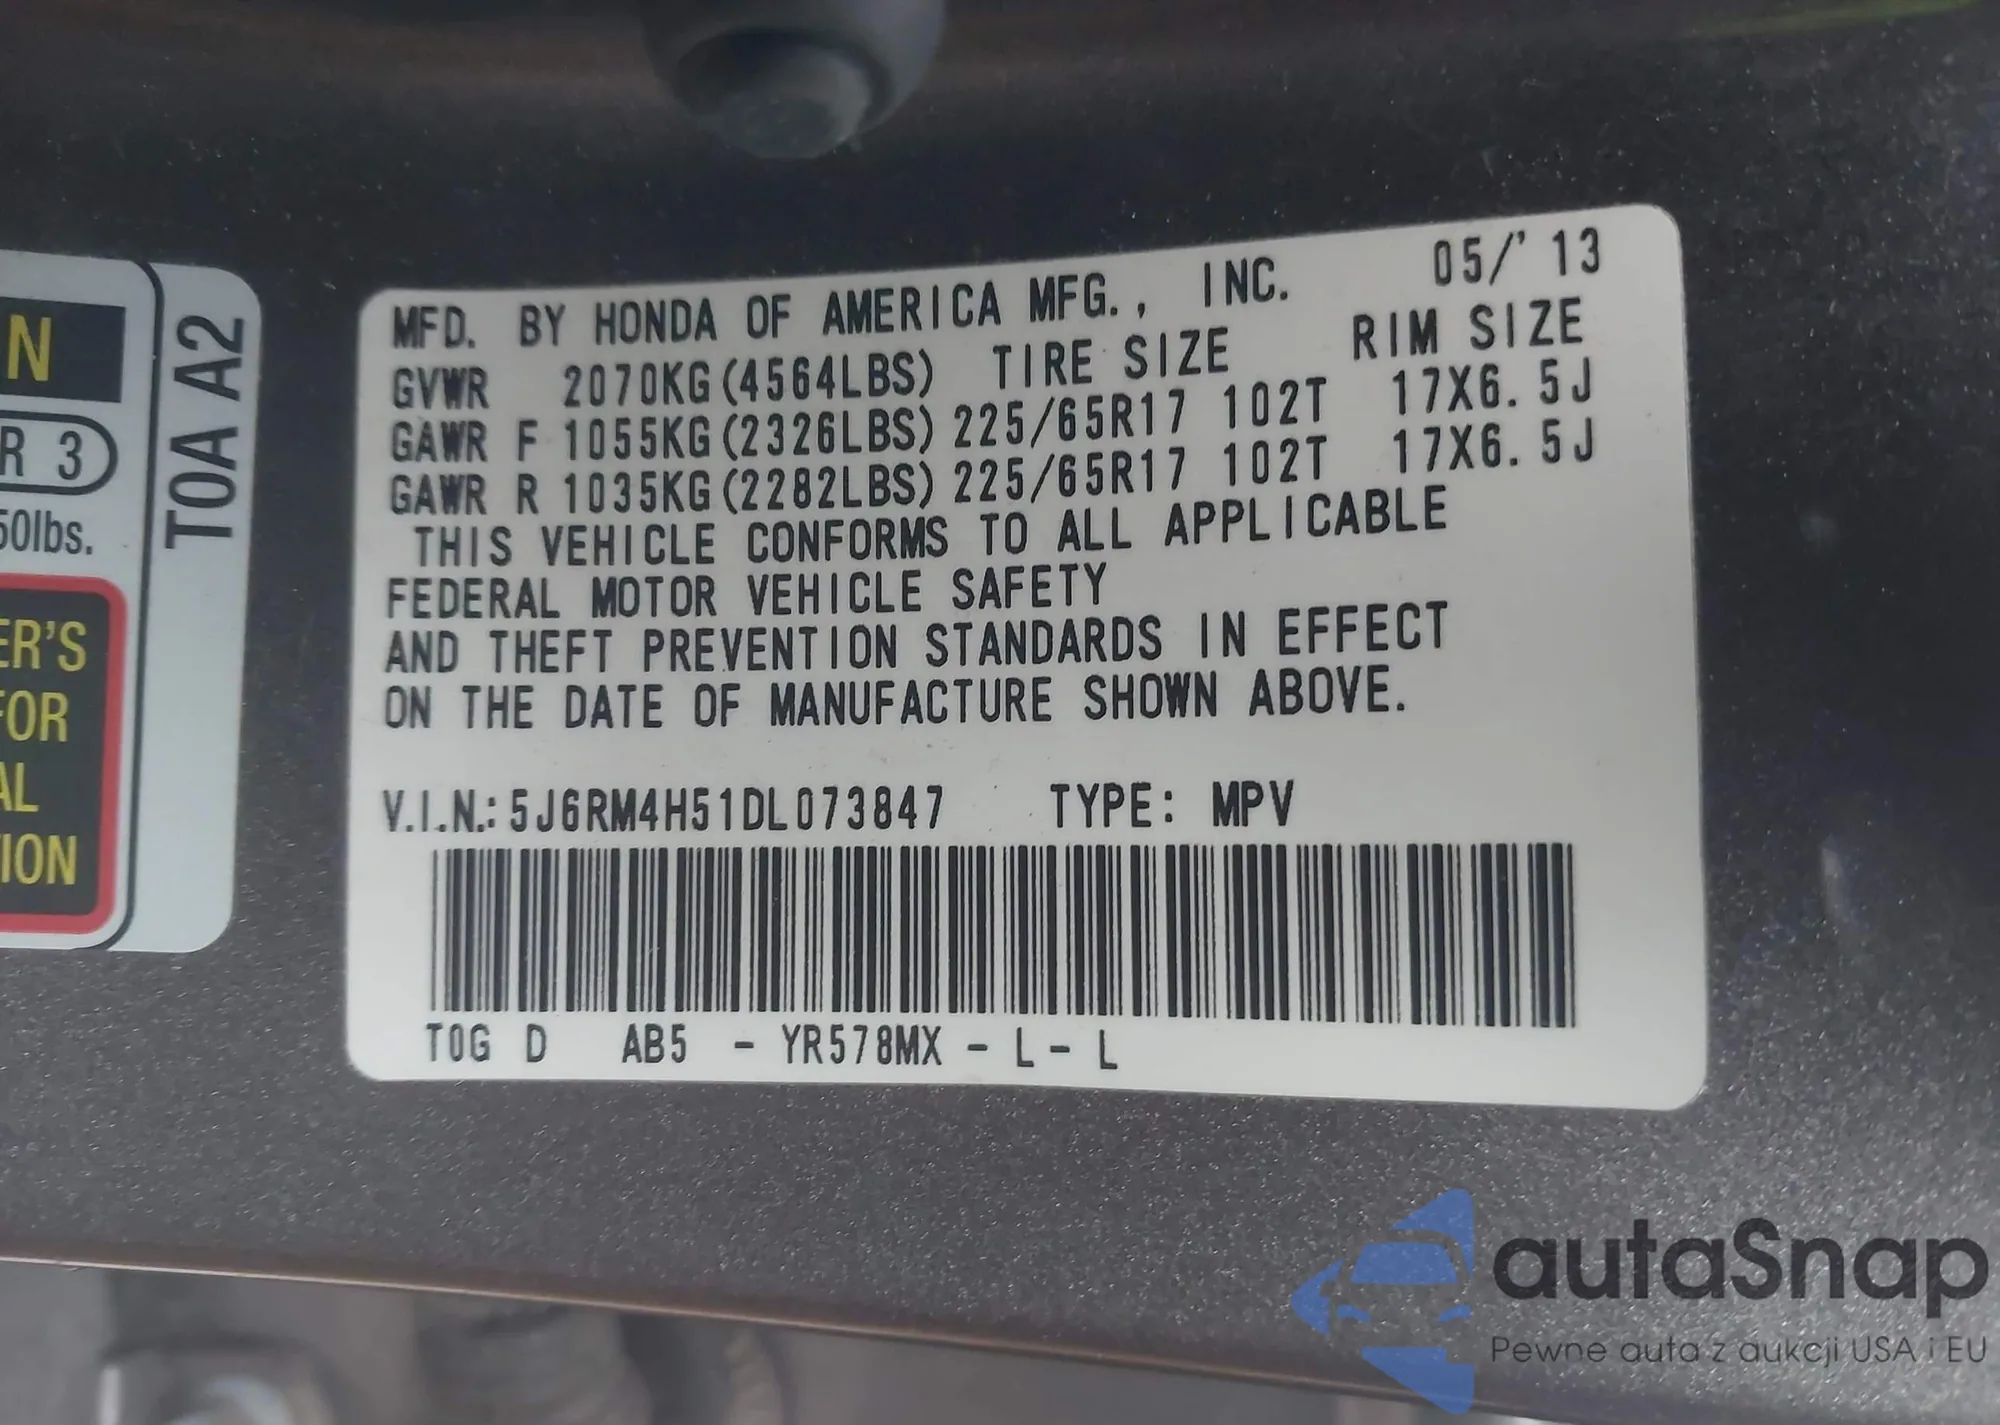 MFD. BY HONDA OF AMERICA MFG., INC. 05/'13
GVWR 2070KG(4564LBS) TIRE SIZE RIM SIZE
GAWR F 1055KG(2326LBS) 225/65R17 102T 17X6.5J
GAWR R 1035KG(2282LBS) 225/65R17 102T 17X6.5J
THIS VEHICLE CONFORMS TO ALL APPLICABLE
FEDERAL MOTOR VEHICLE SAFETY
AND THEFT PREVENTION STANDARDS IN EFFECT
ON THE DATE OF MANUFACTURE SHOWN ABOVE.
V.I.N.: 5J6RM4H51DL073847 TYPE: MPV
T0G D AB5 - YR578MX - L - L
N
R 3
50lbs.
ER'S
FOR
AL
ION
T0A A2
autaSnap
Pewne auta z aukcji USA i EU